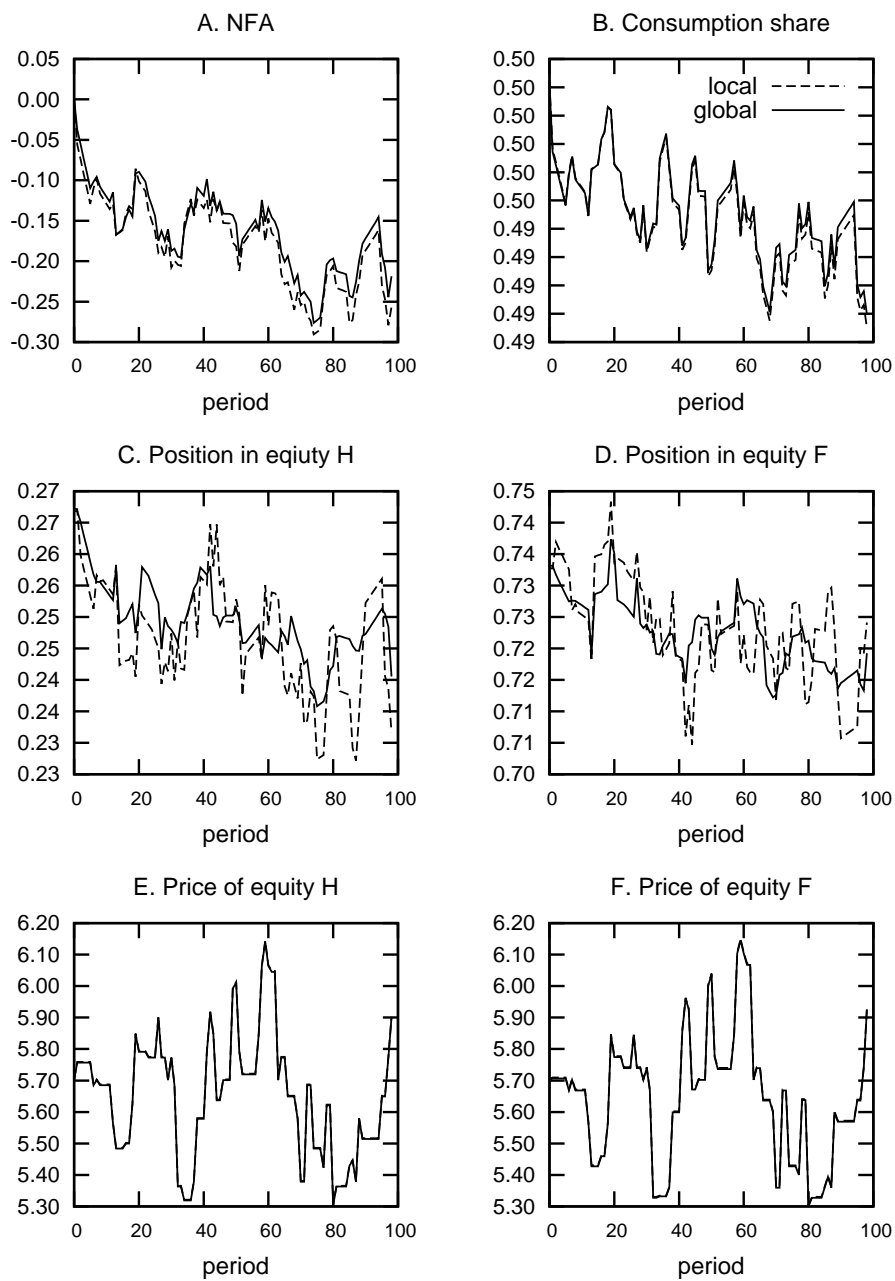 A. NFA
0.05
0.00
-0.05
-0.10
-0.15
-0.20
-0.25
-0.30
0 20 40 60 80 100
period
B. Consumption share
local
global
0.50
0.50
0.50
0.50
0.50
0.50
0.49
0.49
0.49
0.49
0.49
0 20 40 60 80 100
period
C. Position in eqiuty H
0.27
0.27
0.26
0.26
0.25
0.25
0.24
0.24
0.23
0.23
0 20 40 60 80 100
period
D. Position in equity F
0.75
0.74
0.74
0.73
0.73
0.72
0.72
0.71
0.71
0.70
0 20 40 60 80 100
period
E. Price of equity H
6.20
6.10
6.00
5.90
5.80
5.70
5.60
5.50
5.40
5.30
0 20 40 60 80 100
period
F. Price of equity F
6.20
6.10
6.00
5.90
5.80
5.70
5.60
5.50
5.40
5.30
0 20 40 60 80 100
period